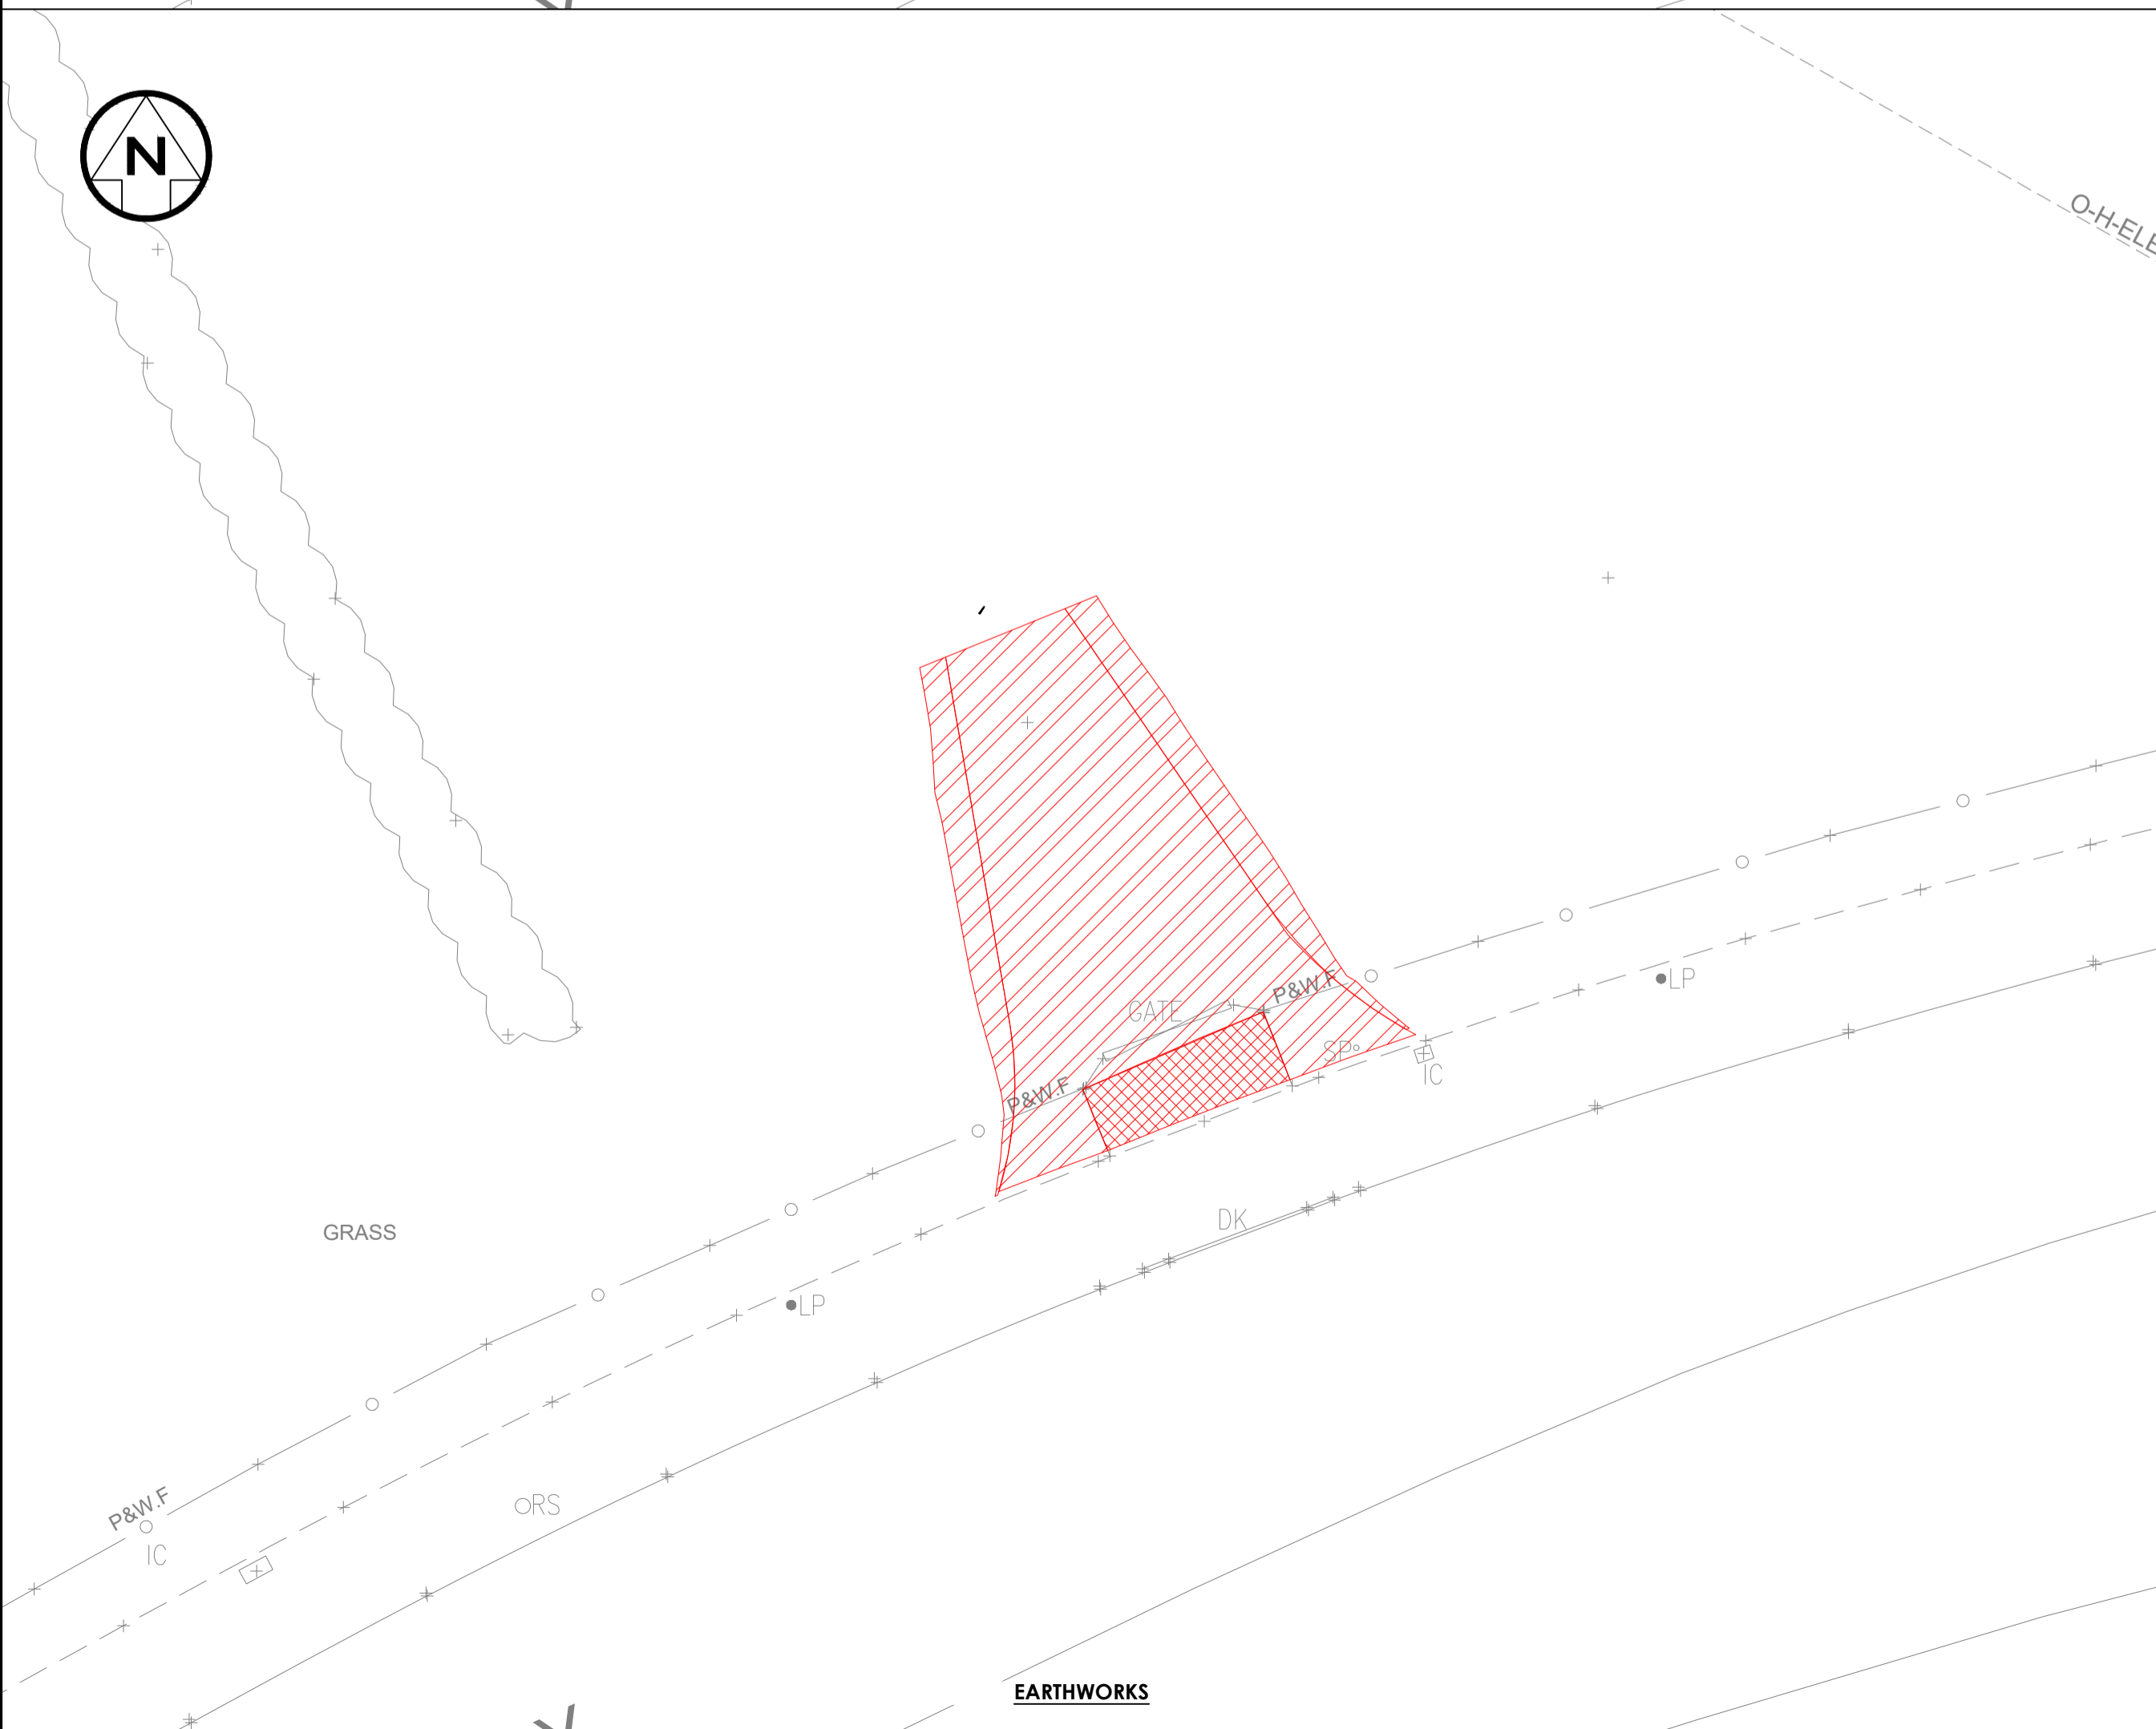 N
O-H-ELE
P&W.F
GATE
SP
IC
P&W.F
LP
DK
GRASS
LP
P&W.F
ORS
IC
EARTHWORKS